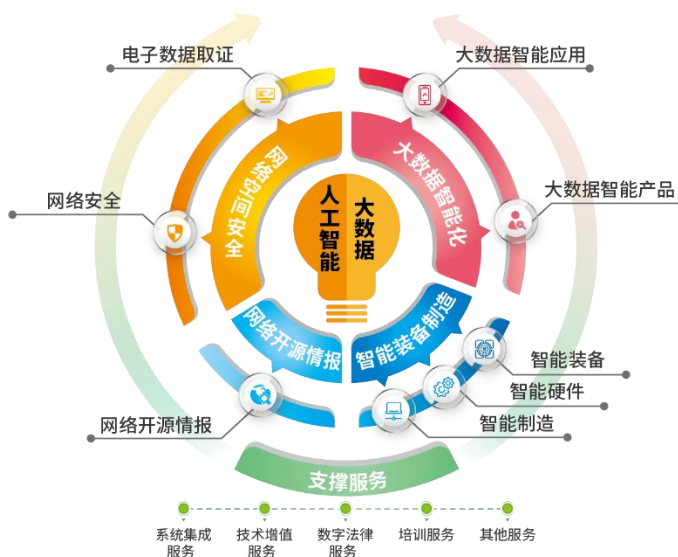 电子数据取证
大数据智能应用
网络空间安全
大数据智能化
网络安全
大数据智能产品
人工智能
大数据
网络开源情报
智能装备制造
智能装备
智能硬件
网络开源情报
智能制造
支撑服务
系统集成
服务
技术增值
服务
数字法律
服务
培训服务
其他服务